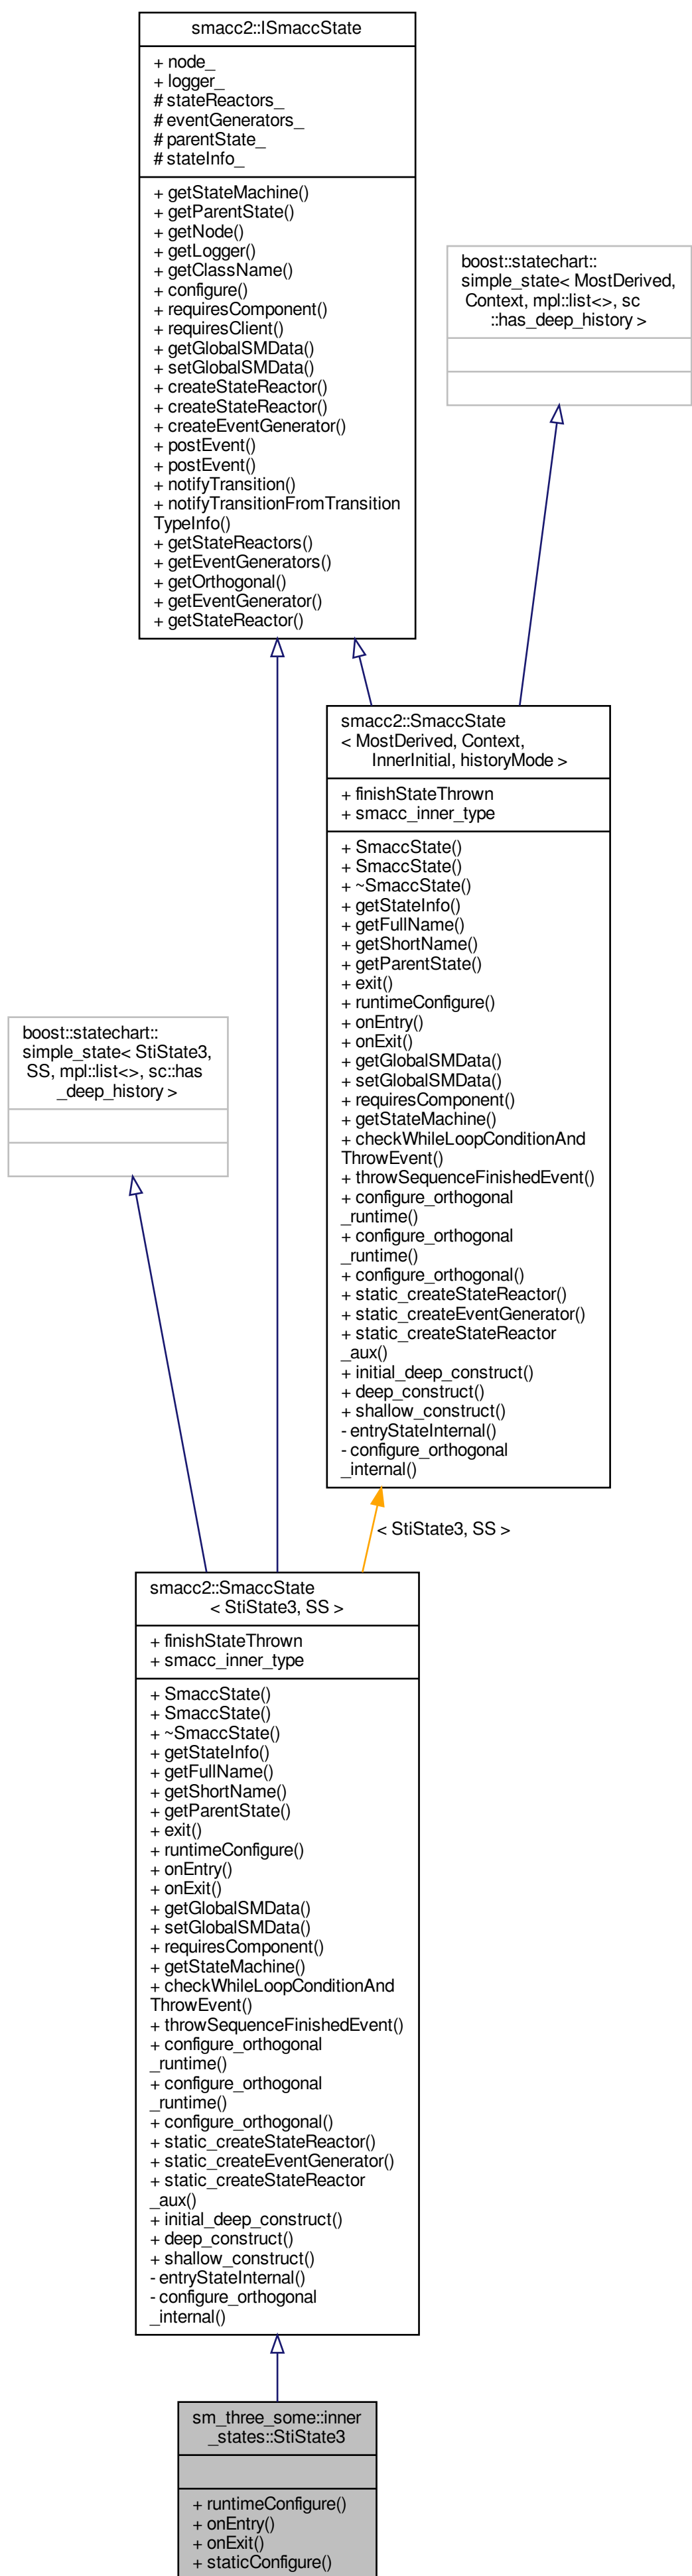 smacc2::ISmaccState
+ node_
+ logger_
# stateReactors_
# eventGenerators_
# parentState_
# stateInfo_
+ getStateMachine()
+ getParentState()
+ getNode()
+ getLogger()
+ getClassName()
+ configure()
+ requiresComponent()
+ requiresClient()
+ getGlobalSMData()
+ setGlobalSMData()
+ createStateReactor()
+ createStateReactor()
+ createEventGenerator()
+ postEvent()
+ postEvent()
+ notifyTransition()
+ notifyTransitionFromTransition
TypeInfo()
+ getStateReactors()
+ getEventGenerators()
+ getOrthogonal()
+ getEventGenerator()
+ getStateReactor()
boost::statechart::
simple_state< MostDerived,
Context, mpl::list<>, sc
::has_deep_history >
smacc2::SmaccState
< MostDerived, Context,
InnerInitial, historyMode >
+ finishStateThrown
+ smacc_inner_type
+ SmaccState()
+ SmaccState()
+ ~SmaccState()
+ getStateInfo()
+ getFullName()
+ getShortName()
+ getParentState()
+ exit()
+ runtimeConfigure()
+ onEntry()
+ onExit()
+ getGlobalSMData()
+ setGlobalSMData()
+ requiresComponent()
+ getStateMachine()
+ checkWhileLoopConditionAnd
ThrowEvent()
+ throwSequenceFinishedEvent()
+ configure_orthogonal
_runtime()
+ configure_orthogonal
_runtime()
+ configure_orthogonal()
+ static_createStateReactor()
+ static_createEventGenerator()
+ static_createStateReactor
_aux()
+ initial_deep_construct()
+ deep_construct()
+ shallow_construct()
- entryStateInternal()
- configure_orthogonal
_internal()
boost::statechart::
simple_state< StiState3,
SS, mpl::list<>, sc::has
_deep_history >
< StiState3, SS >
smacc2::SmaccState
< StiState3, SS >
+ finishStateThrown
+ smacc_inner_type
+ SmaccState()
+ SmaccState()
+ ~SmaccState()
+ getStateInfo()
+ getFullName()
+ getShortName()
+ getParentState()
+ exit()
+ runtimeConfigure()
+ onEntry()
+ onExit()
+ getGlobalSMData()
+ setGlobalSMData()
+ requiresComponent()
+ getStateMachine()
+ checkWhileLoopConditionAnd
ThrowEvent()
+ throwSequenceFinishedEvent()
+ configure_orthogonal
_runtime()
+ configure_orthogonal
_runtime()
+ configure_orthogonal()
+ static_createStateReactor()
+ static_createEventGenerator()
+ static_createStateReactor
_aux()
+ initial_deep_construct()
+ deep_construct()
+ shallow_construct()
- entryStateInternal()
- configure_orthogonal
_internal()
sm_three_some::inner
_states::StiState3
+ runtimeConfigure()
+ onEntry()
+ onExit()
+ staticConfigure()